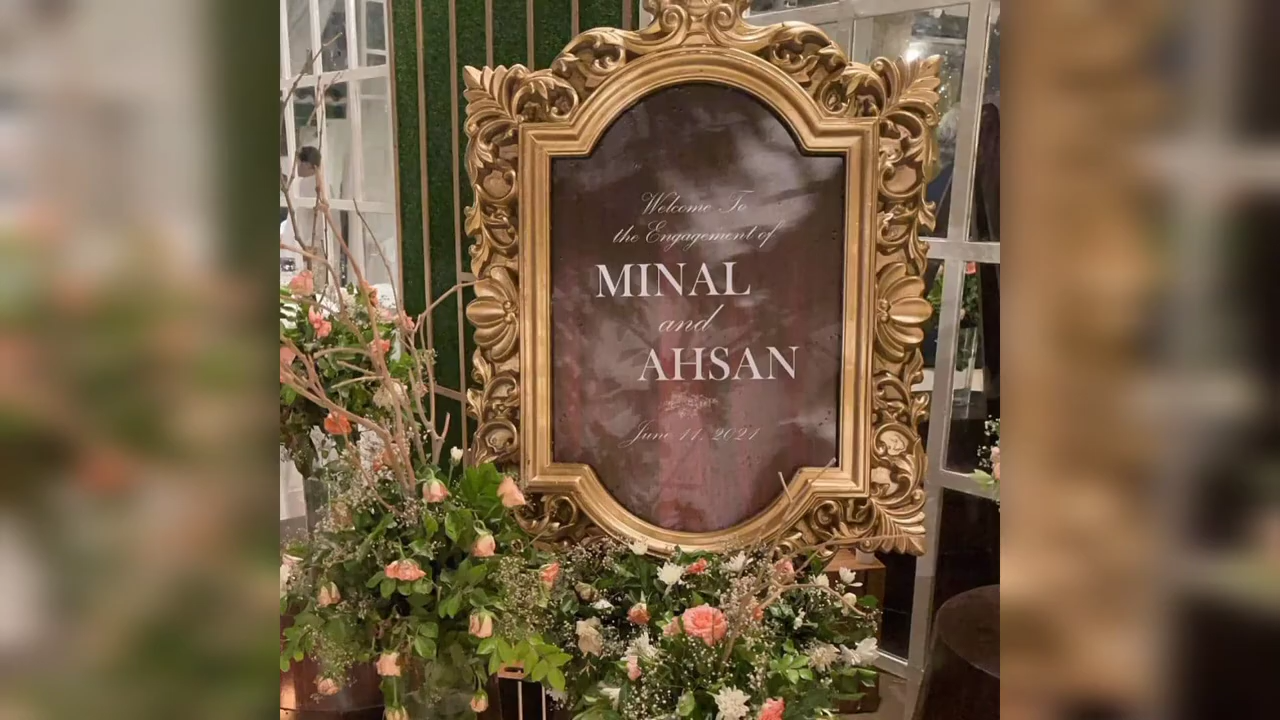 Welcome To
the Engagement of
MINAL
and
AHSAN
June 11, 2021